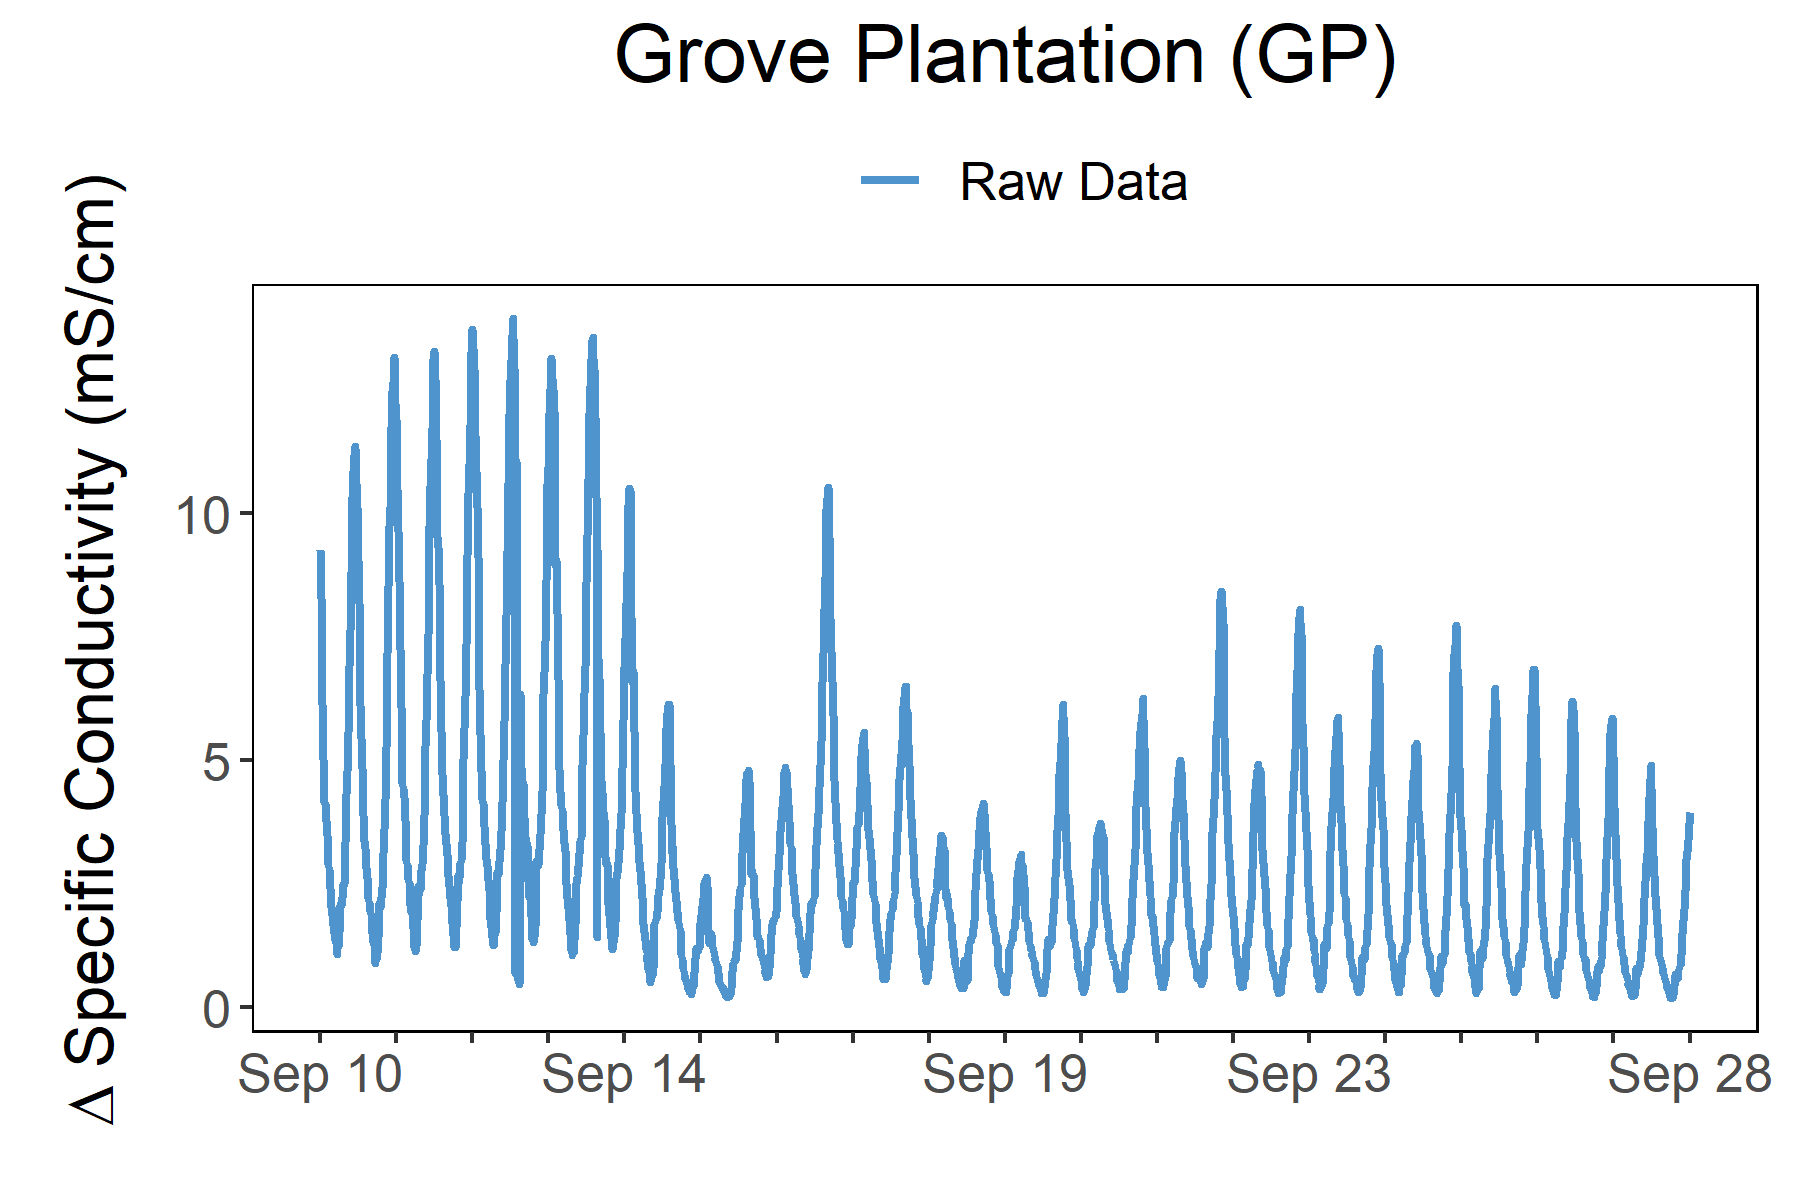 Grove Plantation (GP)
Raw Data
Δ Specific Conductivity (mS/cm)
10
5
0
Sep 10
Sep 14
Sep 19
Sep 23
Sep 28